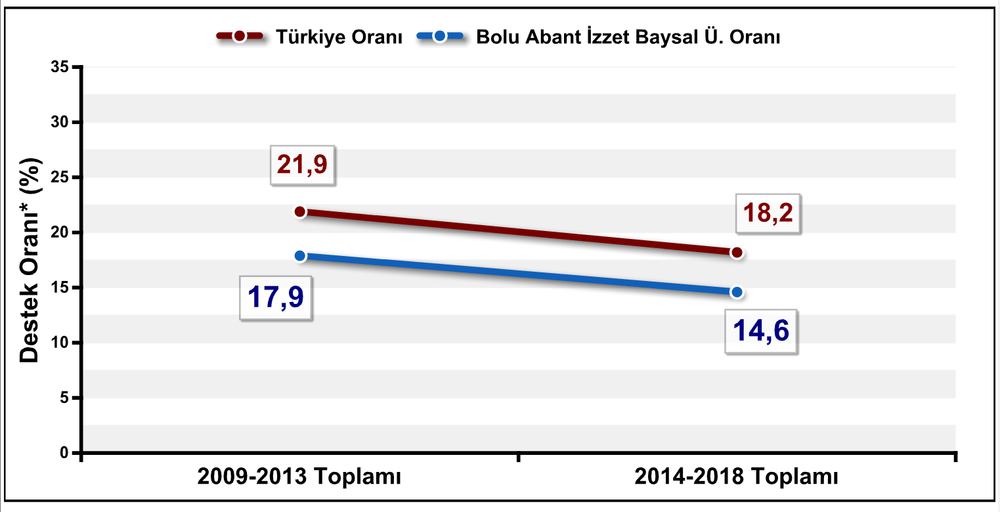 Türkiye Oranı
Bolu Abant İzzet Baysal Ü. Oranı
Destek Oranı* (%)
35
30
25
20
15
10
5
0
21,9
18,2
17,9
14,6
2009-2013 Toplamı
2014-2018 Toplamı